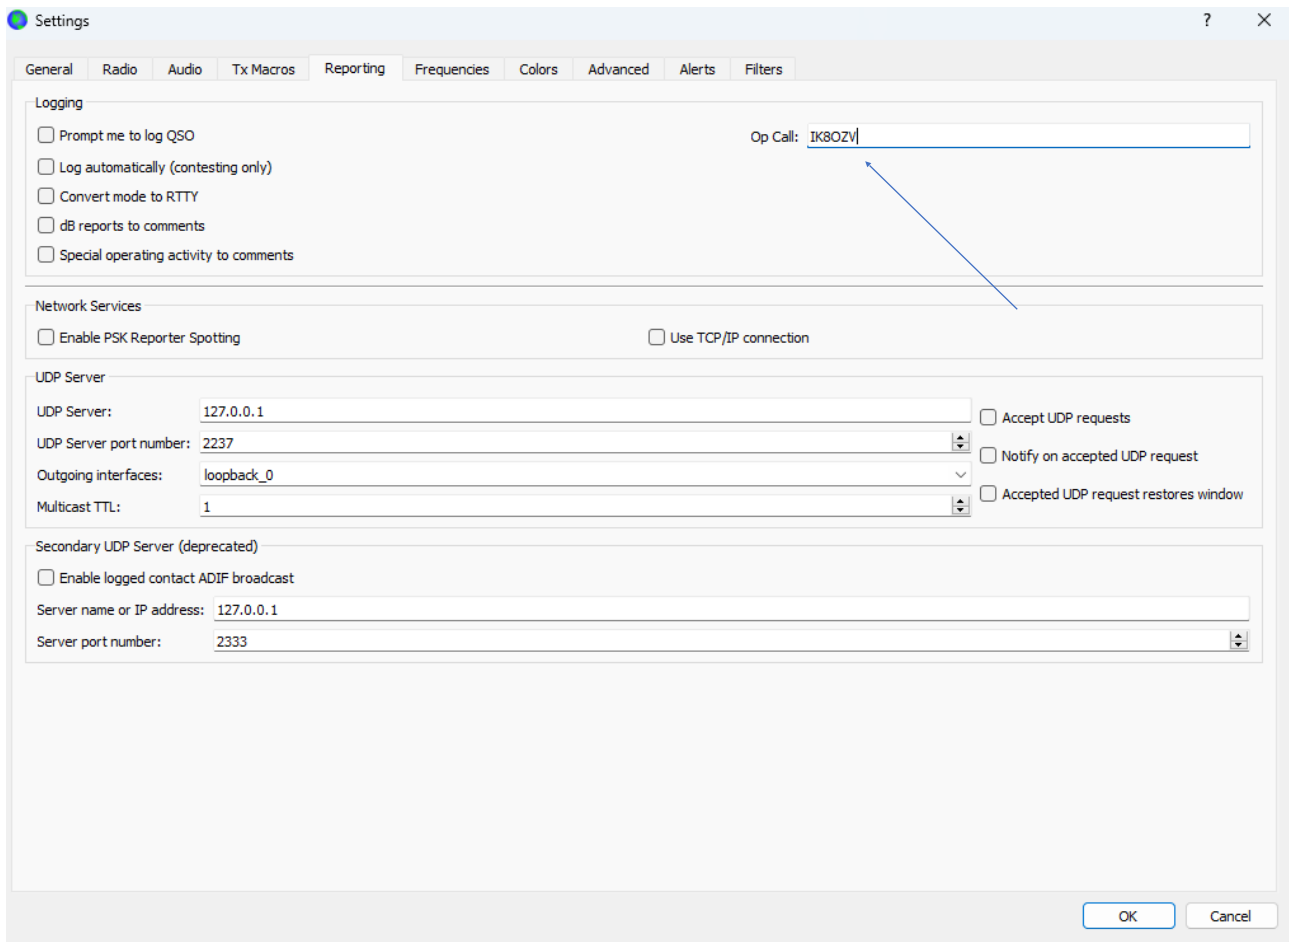 Settings
?
General Radio Audio Tx Macros Reporting Frequencies Colors Advanced Alerts Filters
Logging
Prompt me to log QSO
Op Call: IK8OZV
Log automatically (contesting only)
Convert mode to RTTY
dB reports to comments
Special operating activity to comments
Network Services
Enable PSK Reporter Spotting
Use TCP/IP connection
UDP Server
UDP Server: 127.0.0.1
Accept UDP requests
UDP Server port number: 2237
Notify on accepted UDP request
Outgoing interfaces: loopback_0
Accepted UDP request restores window
Multicast TTL: 1
Secondary UDP Server (deprecated)
Enable logged contact ADIF broadcast
Server name or IP address: 127.0.0.1
Server port number: 2333
OK Cancel